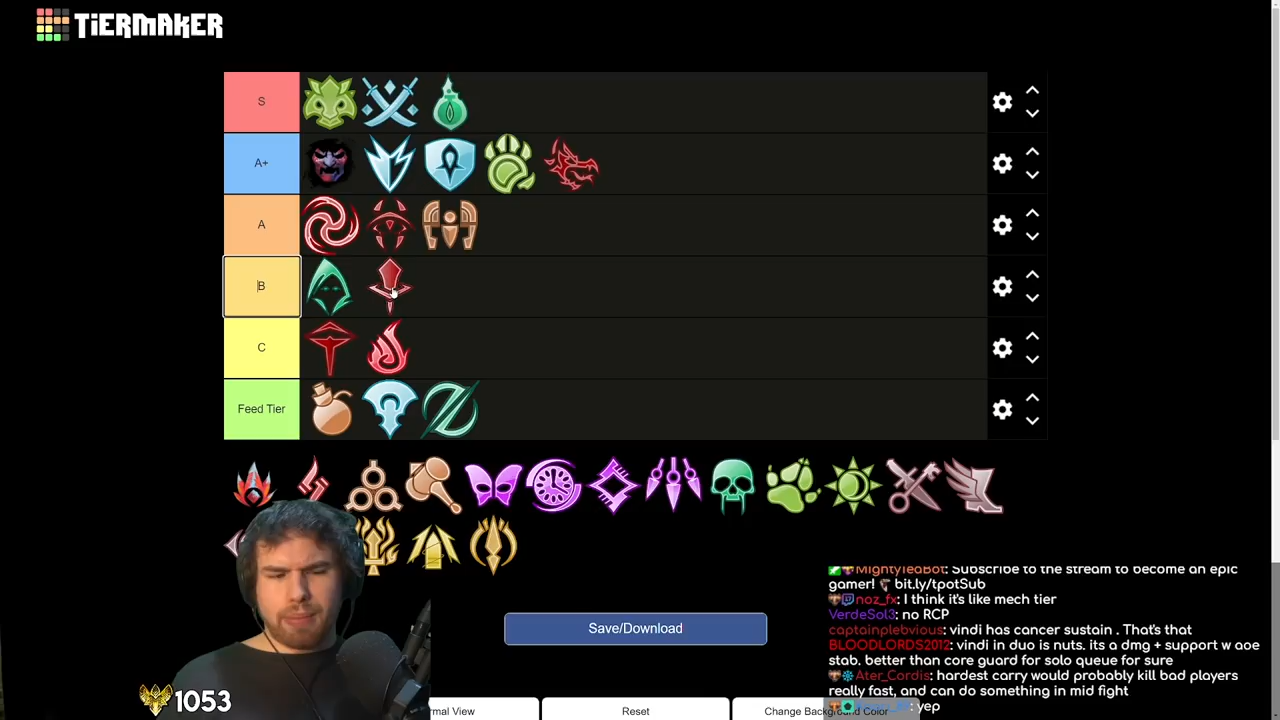 TiERMAKER
S
A+
A
B
C
Feed Tier
MightyTeaBot: Subscribe to the stream to become an epic
gamer! bit.ly/tpotSub
noz_fx: I think it's like mech tier
VerdeSol3: no RCP
captainplebvious: vindi has cancer sustain . That's that
BLOODLORDS2012: vindi in duo is nuts. its a dmg + support w aoe
stab. better than core guard for solo queue for sure
Ater_Cordis: hardest carry would probably kill bad players
really fast, and can do something in mid fight
: yep
Save/Download
1053
rmal View
Reset
Change Background Color